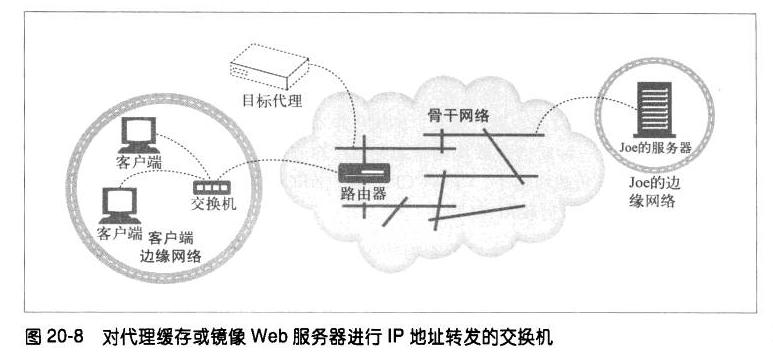 目标代理
骨干网络
客户端
Joe的服务器
交换机
路由器
Joe的边
缘网络
客户端
客户端
边缘网络
图 20-8 对代理缓存或镜像 Web 服务器进行 IP 地址转发的交换机